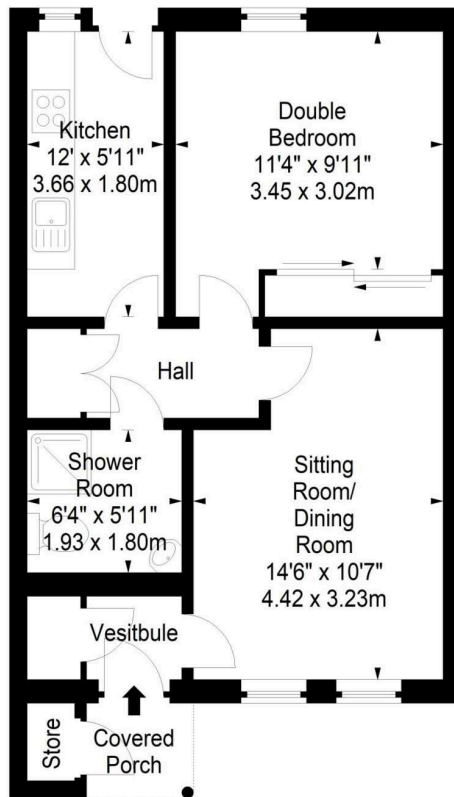 Kitchen
12' x 5'11"
3.66 x 1.80m
Double
Bedroom
11'4" x 9'11"
3.45 x 3.02m
Hall
Shower
Room
6'4" x 5'11"
1.93 x 1.80m
Sitting
Room/
Dining
Room
14'6" x 10'7"
4.42 x 3.23m
Vesitbule
Store
Covered
Porch